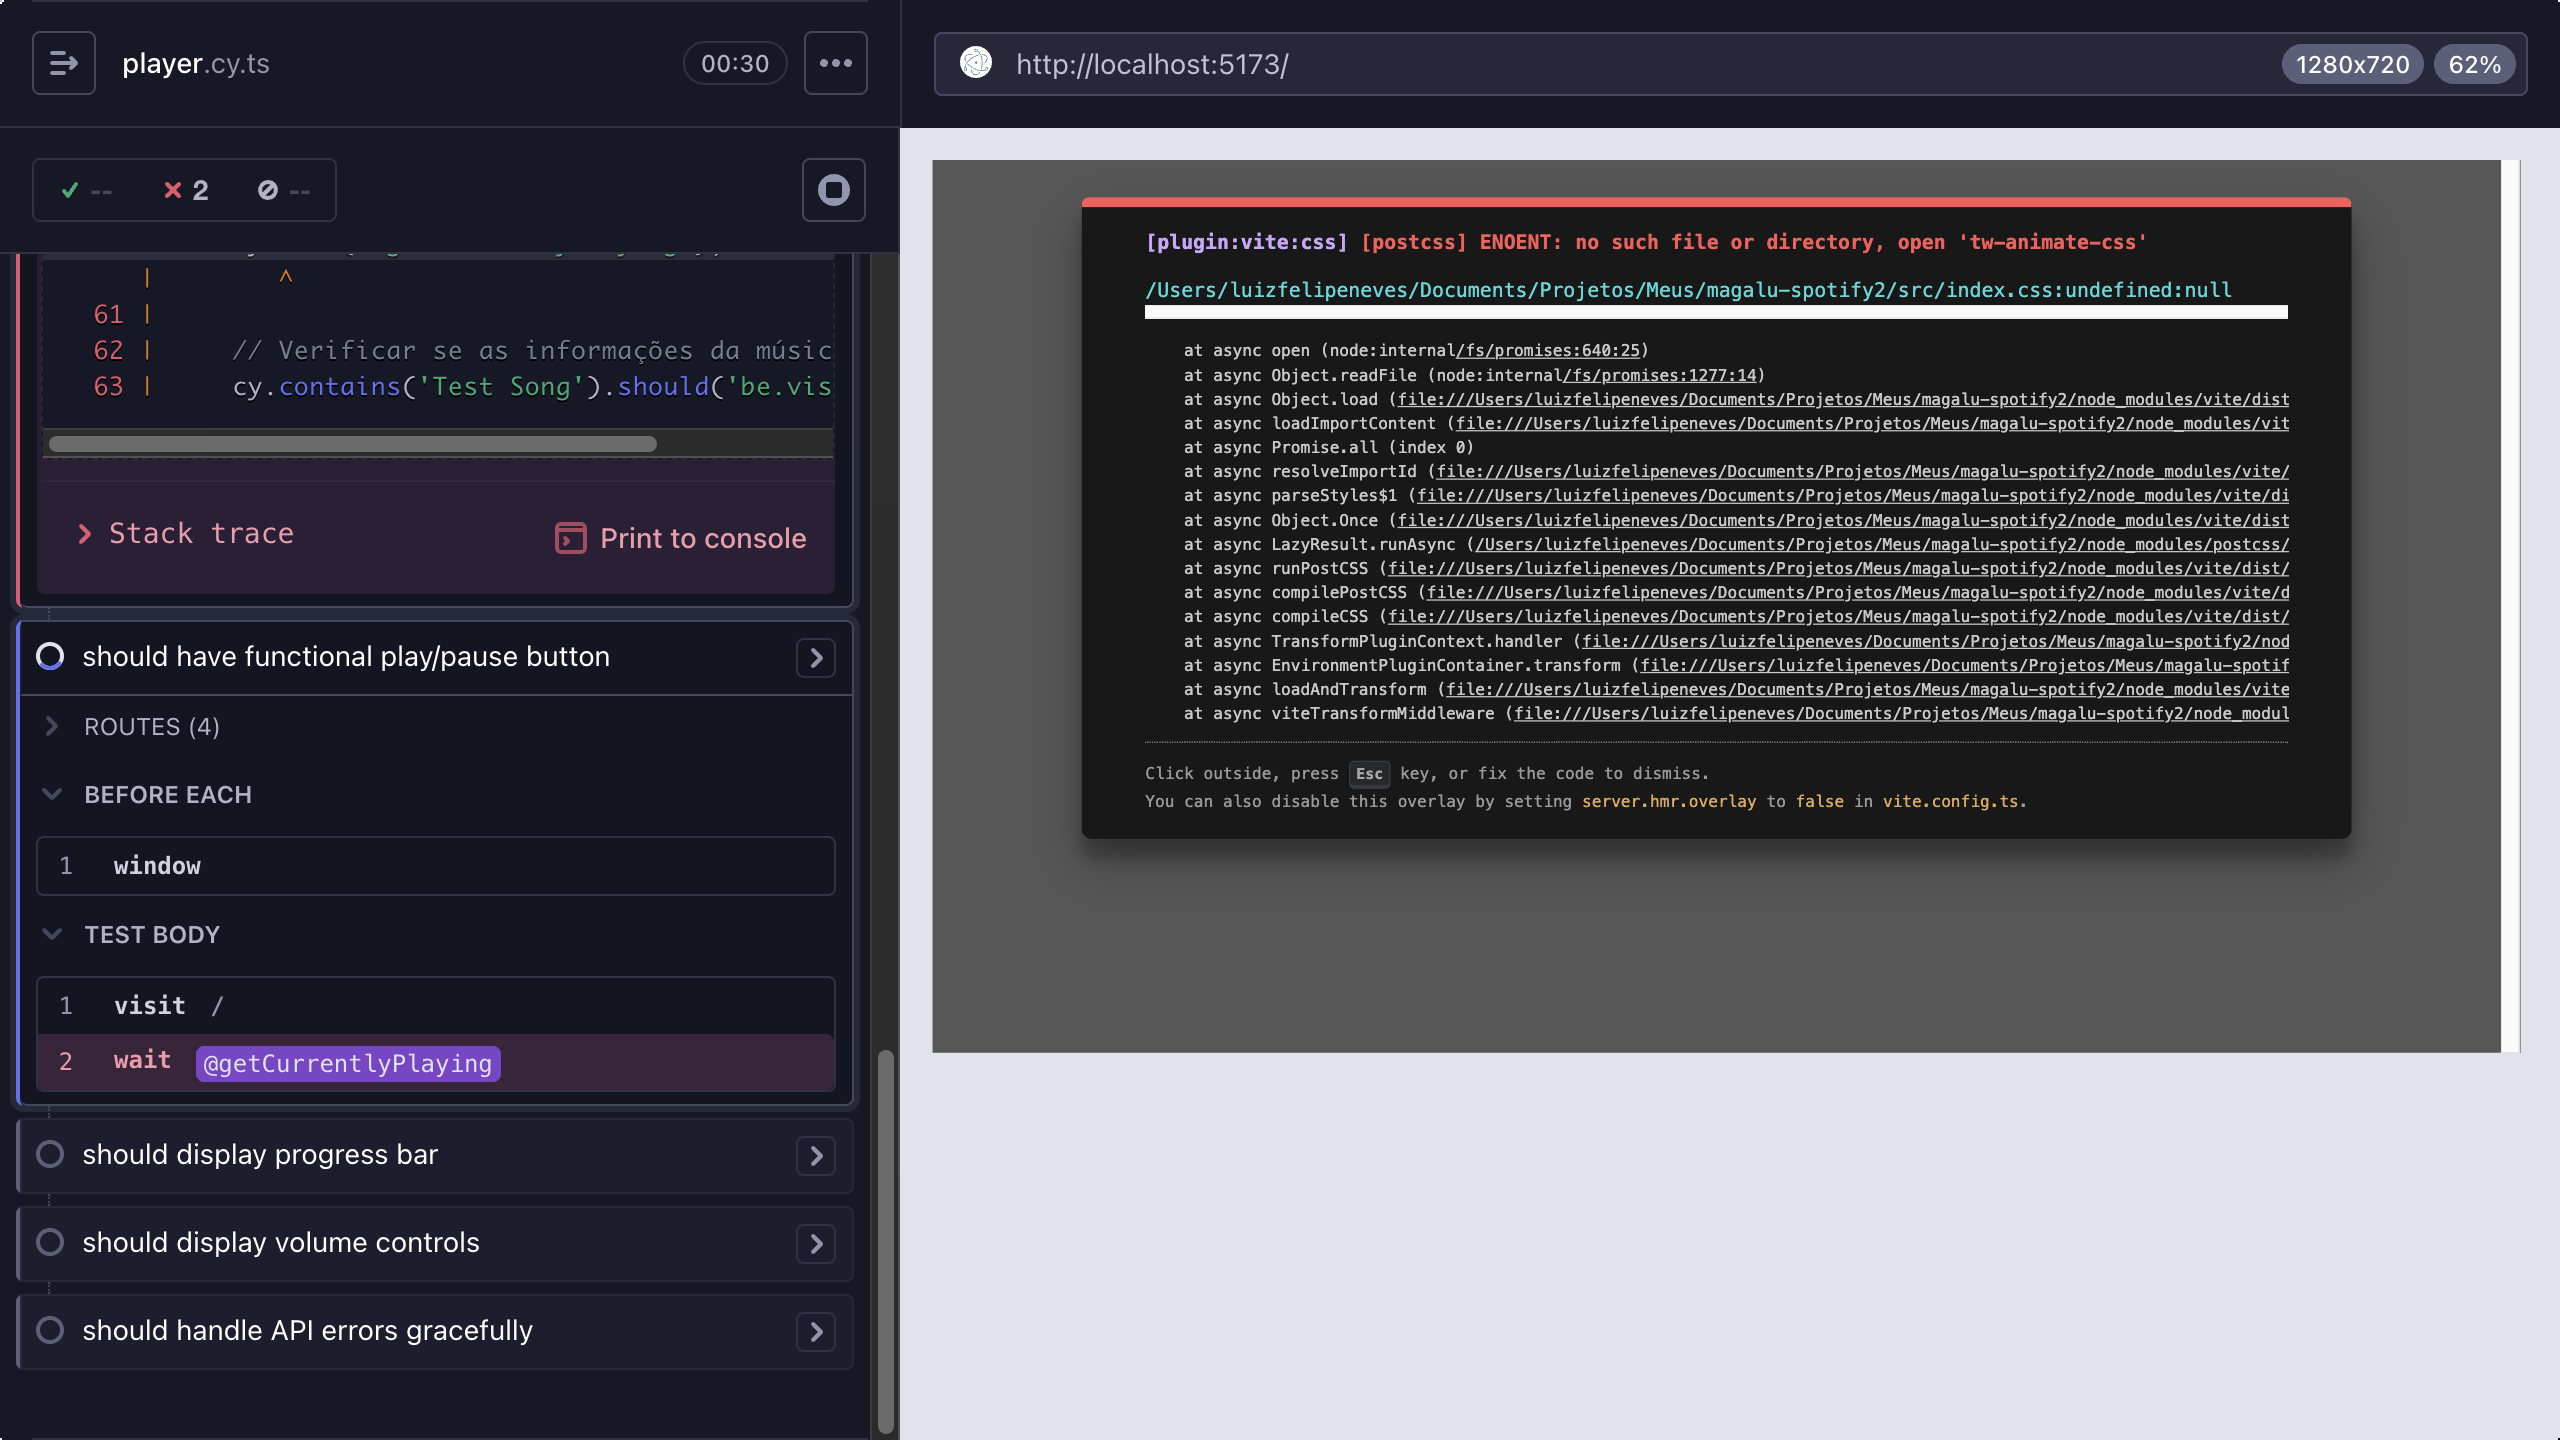 player.cy.ts
00:30
--
2
--
|         ^
61 |
62 |     // Verificar se as informações da músic
63 |     cy.contains('Test Song').should('be.vis
Stack trace
Print to console
should have functional play/pause button
ROUTES (4)
BEFORE EACH
1 window
TEST BODY
1 visit /
2 wait @getCurrentlyPlaying
should display progress bar
should display volume controls
should handle API errors gracefully
http://localhost:5173/
1280x720
62%
[plugin:vite:css] [postcss] ENOENT: no such file or directory, open 'tw-animate-css'
/Users/luizfelipeneves/Documents/Projetos/Meus/magalu-spotify2/src/index.css:undefined:null
at async open (node:internal/fs/promises:640:25)
at async Object.readFile (node:internal/fs/promises:1277:14)
at async Object.load (file:///Users/luizfelipeneves/Documents/Projetos/Meus/magalu-spotify2/node_modules/vite/dist
at async loadImportContent (file:///Users/luizfelipeneves/Documents/Projetos/Meus/magalu-spotify2/node_modules/vit
at async Promise.all (index 0)
at async resolveImportId (file:///Users/luizfelipeneves/Documents/Projetos/Meus/magalu-spotify2/node_modules/vite/
at async parseStyles$1 (file:///Users/luizfelipeneves/Documents/Projetos/Meus/magalu-spotify2/node_modules/vite/di
at async Object.Once (file:///Users/luizfelipeneves/Documents/Projetos/Meus/magalu-spotify2/node_modules/vite/dist
at async LazyResult.runAsync (/Users/luizfelipeneves/Documents/Projetos/Meus/magalu-spotify2/node_modules/postcss/
at async runPostCSS (file:///Users/luizfelipeneves/Documents/Projetos/Meus/magalu-spotify2/node_modules/vite/dist/
at async compilePostCSS (file:///Users/luizfelipeneves/Documents/Projetos/Meus/magalu-spotify2/node_modules/vite/d
at async compileCSS (file:///Users/luizfelipeneves/Documents/Projetos/Meus/magalu-spotify2/node_modules/vite/dist/
at async TransformPluginContext.handler (file:///Users/luizfelipeneves/Documents/Projetos/Meus/magalu-spotify2/nod
at async EnvironmentPluginContainer.transform (file:///Users/luizfelipeneves/Documents/Projetos/Meus/magalu-spotif
at async loadAndTransform (file:///Users/luizfelipeneves/Documents/Projetos/Meus/magalu-spotify2/node_modules/vite
at async viteTransformMiddleware (file:///Users/luizfelipeneves/Documents/Projetos/Meus/magalu-spotify2/node_modul
Click outside, press Esc key, or fix the code to dismiss.
You can also disable this overlay by setting server.hmr.overlay to false in vite.config.ts.